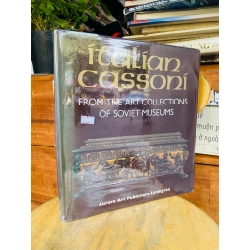 italian
cassoni
FROM THE ART COLLECTIONS
OF SOVIET MUSEUMS
Aurora Art Publishers · Leningrad